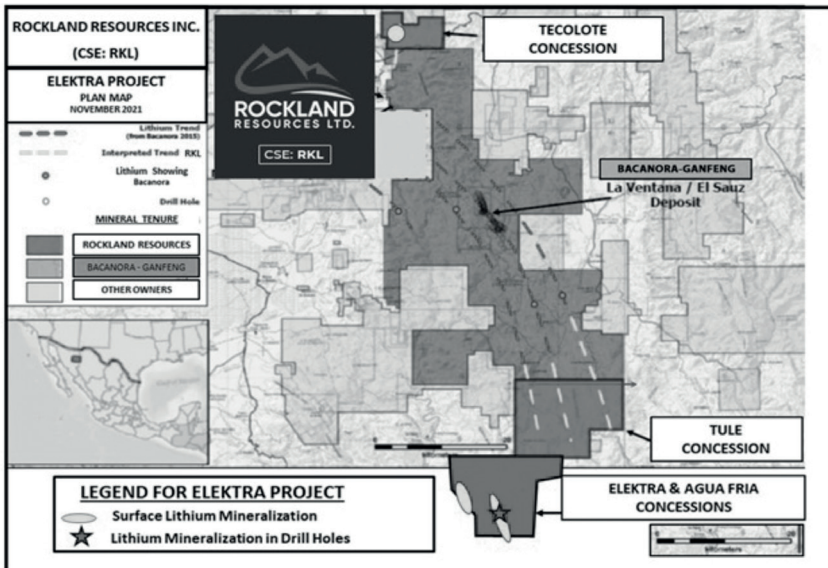 ROCKLAND RESOURCES INC.
(CSE: RKL)
ELEKTRA PROJECT
PLAN MAP
NOVEMBER 2021
Lithium Trend
(from Bacanora 2015)
Interpreted Trend RKL
Lithium Showing
Bacanora
Drill Hole
MINERAL TENURE
ROCKLAND RESOURCES
BACANORA - GANFENG
OTHER OWNERS
ROCKLAND
RESOURCES LTD.
CSE: RKL
TECOLOTE
CONCESSION
BACANORA-GANFENG
La Ventana / El Sauz
Deposit
TULE
CONCESSION
ELEKTRA & AGUA FRIA
CONCESSIONS
LEGEND FOR ELEKTRA PROJECT
Surface Lithium Mineralization
Lithium Mineralization in Drill Holes
kilometers